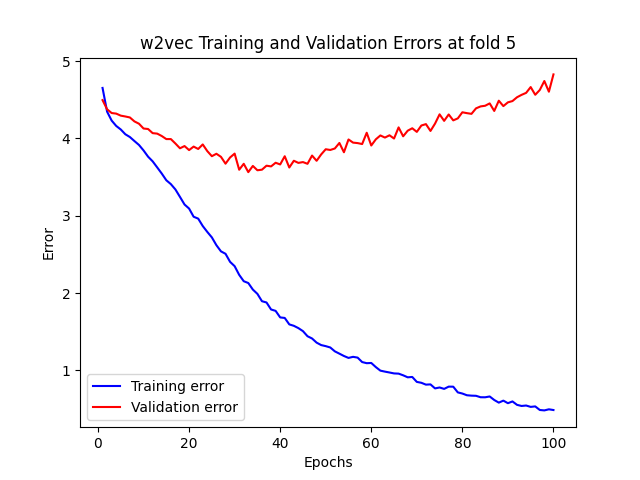 w2vec Training and Validation Errors at fold 5
5
4
3
2
1
Error
Training error
Validation error
0 20 40 60 80 100
Epochs